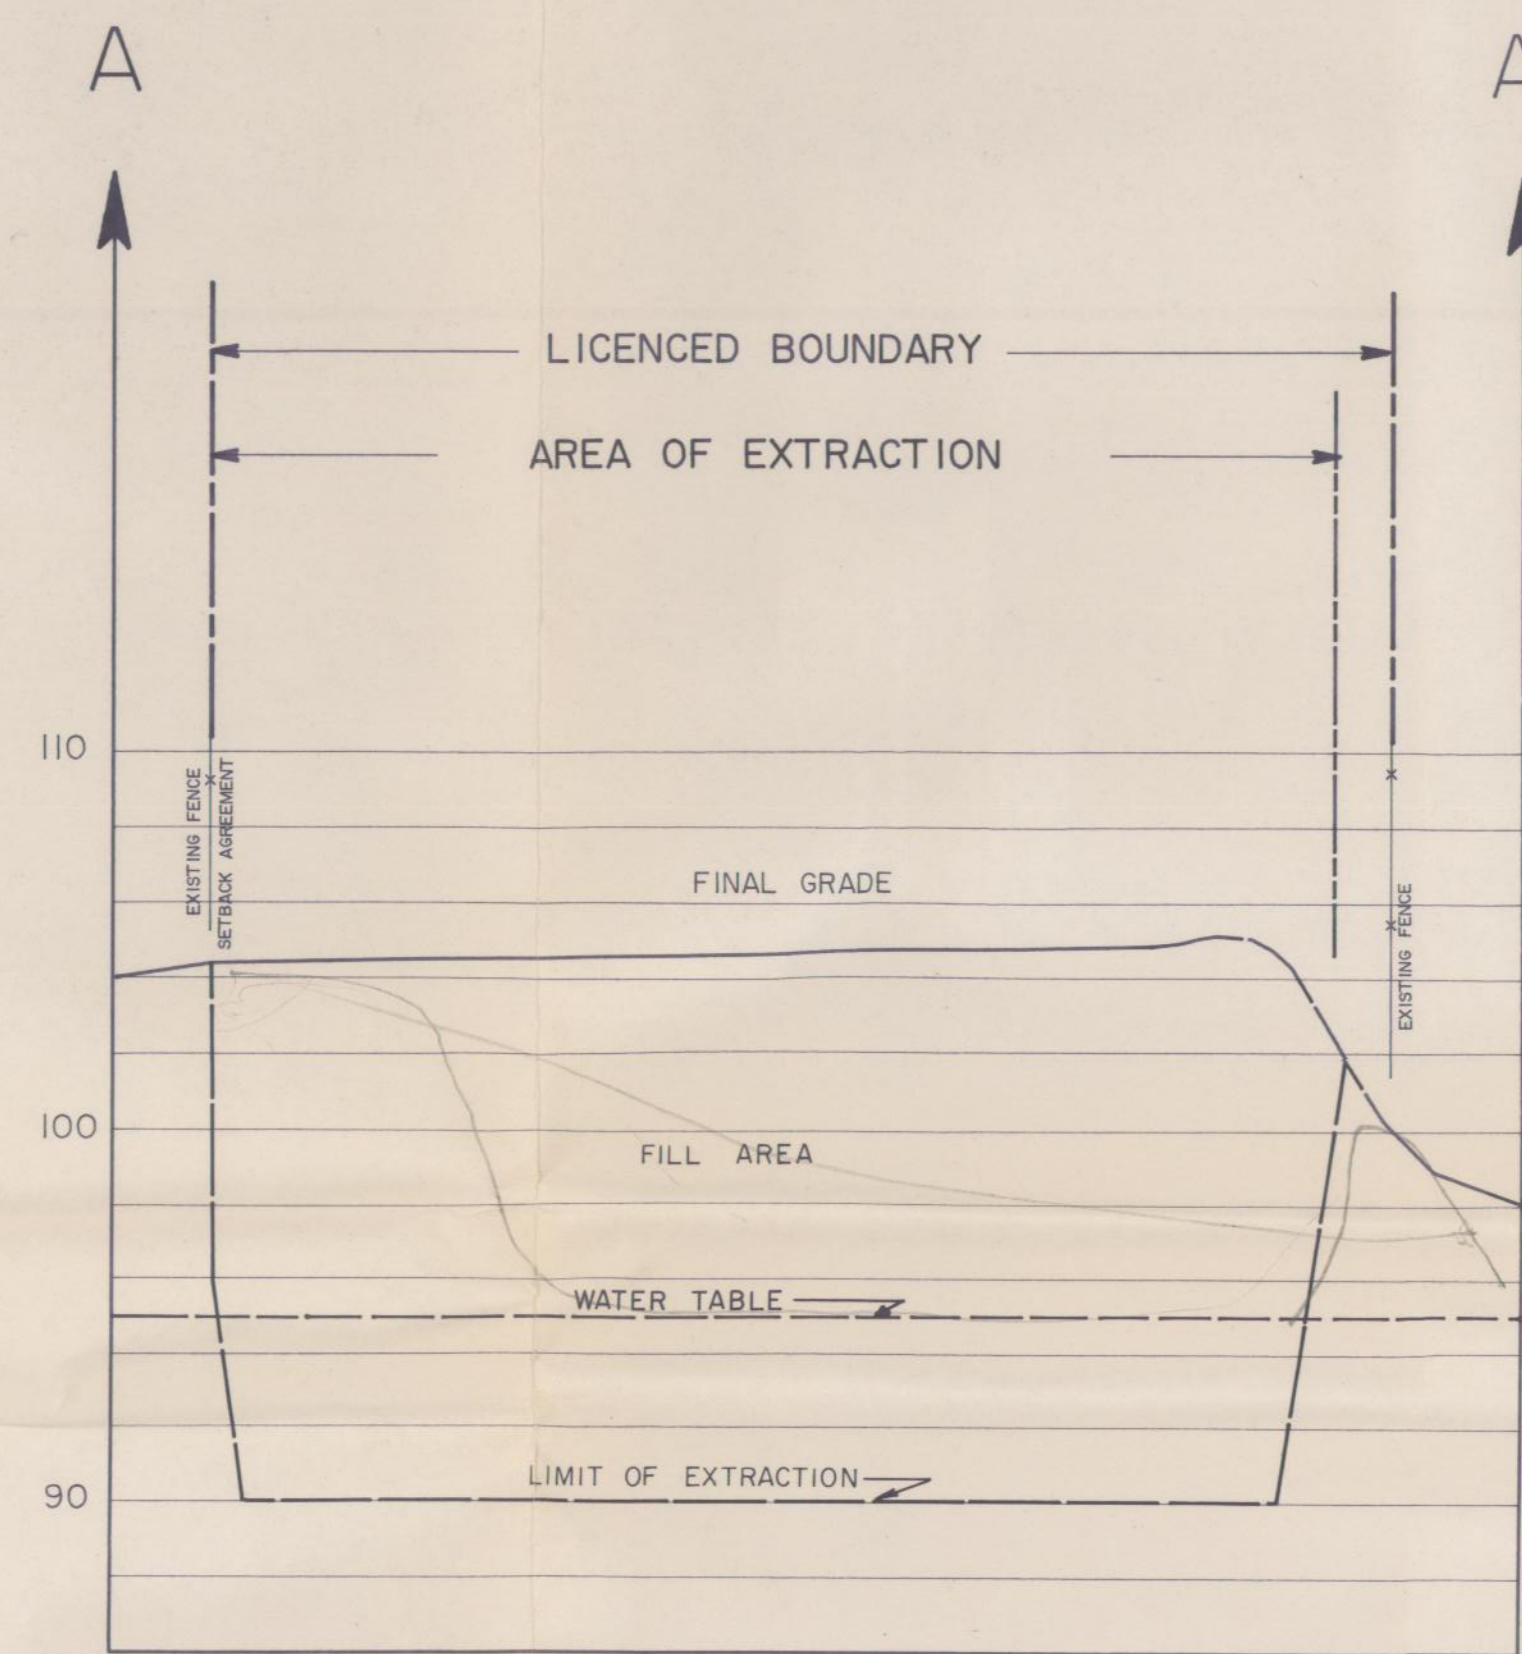 A A
LICENCED BOUNDARY
AREA OF EXTRACTION
110
EXISTING FENCE
SETBACK AGREEMENT
FINAL GRADE
EXISTING FENCE
100
FILL AREA
WATER TABLE
LIMIT OF EXTRACTION
90